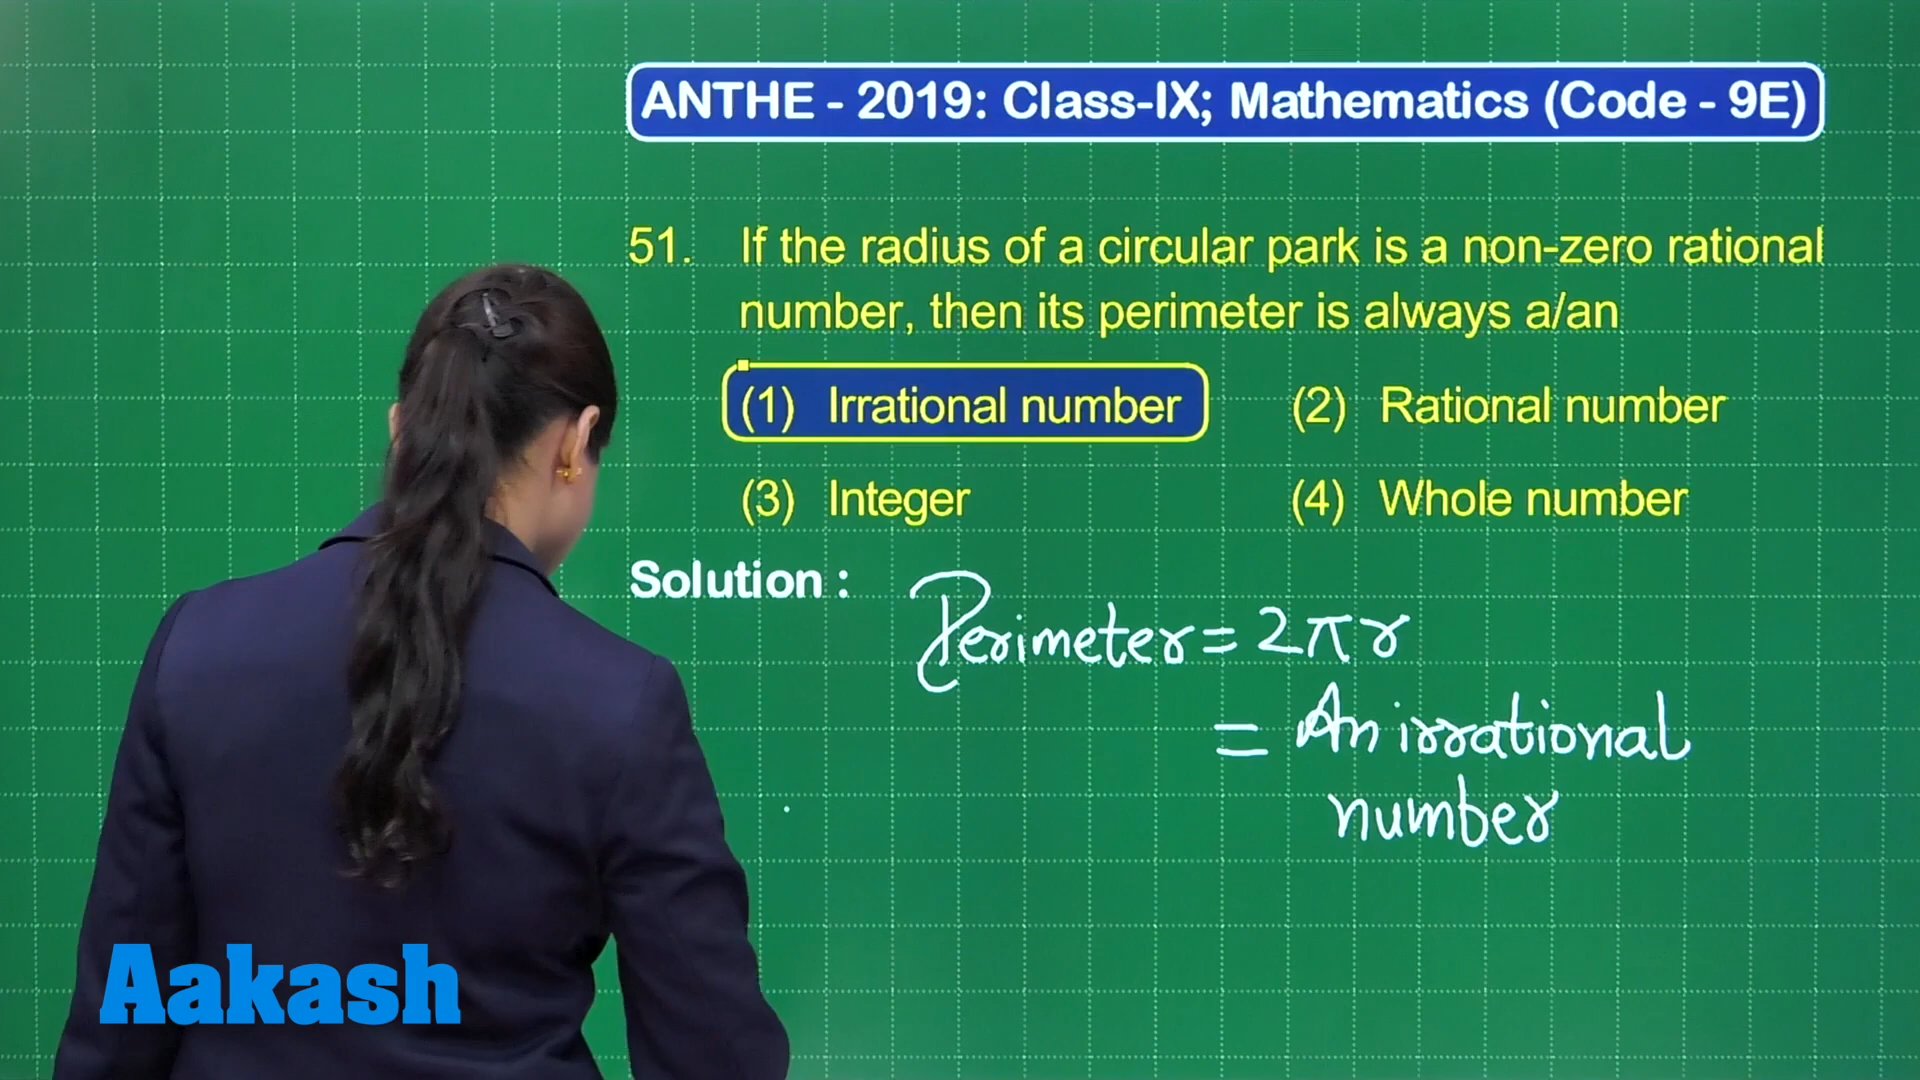 ANTHE - 2019: Class-IX; Mathematics (Code - 9E)
51. If the radius of a circular park is a non-zero rational
number, then its perimeter is always a/an
(1) Irrational number (2) Rational number
(3) Integer (4) Whole number
Solution :
Perimeter = 2πr
= An irrational
number
Aakash